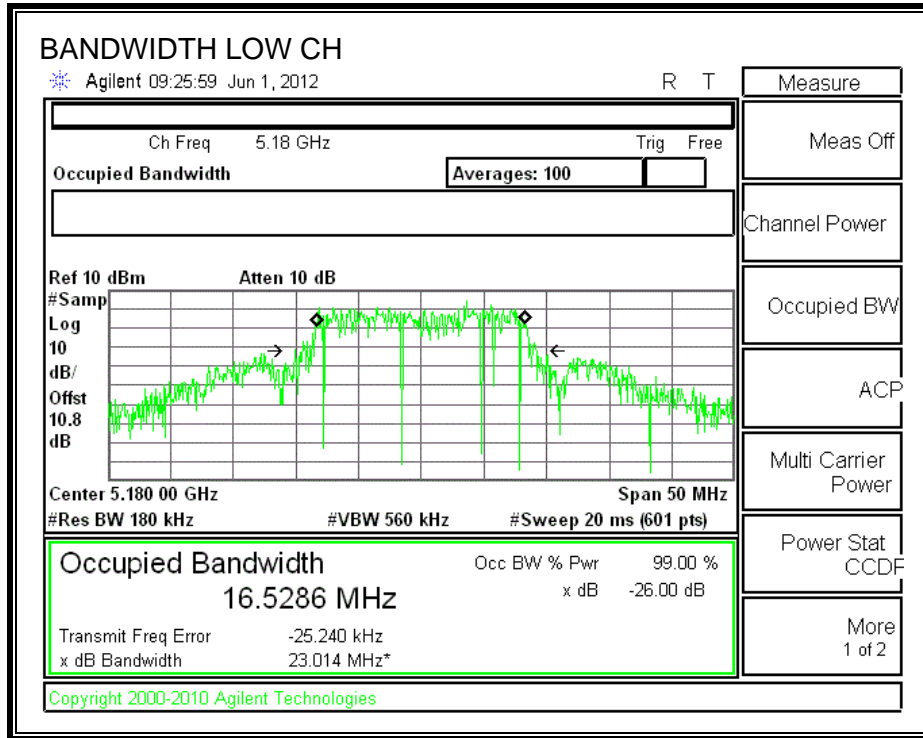 BANDWIDTH LOW CH
Agilent 09:25:59 Jun 1, 2012
R T
Ch Freq 5.18 GHz
Trig Free
Occupied Bandwidth
Averages: 100
Ref 10 dBm
Atten 10 dB
#Samp
Log
10
dB/
Offst
10.8
dB
Center 5.180 00 GHz
Span 50 MHz
#Res BW 180 kHz
#VBW 560 kHz
#Sweep 20 ms (601 pts)
Occupied Bandwidth
16.5286 MHz
Occ BW % Pwr 99.00 %
x dB -26.00 dB
Transmit Freq Error -25.240 kHz
x dB Bandwidth 23.014 MHz*
Copyright 2000-2010 Agilent Technologies
Measure
Meas Off
Channel Power
Occupied BW
ACP
Multi Carrier
Power
Power Stat
CCDF
More
1 of 2